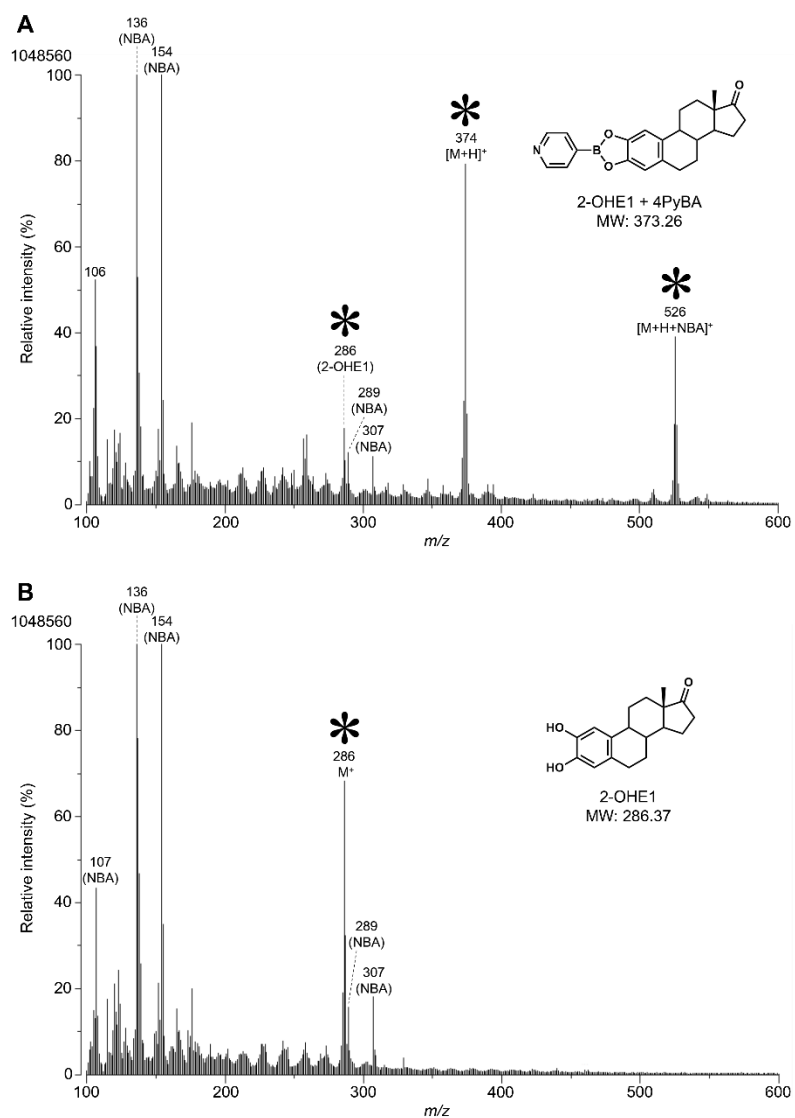 A
1048560
136
(NBA)
154
(NBA)
100
80
60
40
20
0
Relative intensity (%)
106
286
(2-OHE1)
289
(NBA)
307
(NBA)
374
[M+H]⁺
526
[M+H+NBA]⁺
N
B
O
O
O
2-OHE1 + 4PyBA
MW: 373.26
100
200
300
400
500
600
m/z
B
1048560
136
(NBA)
154
(NBA)
100
80
60
40
20
0
Relative intensity (%)
107
(NBA)
286
M⁺
289
(NBA)
307
(NBA)
O
HO
HO
2-OHE1
MW: 286.37
100
200
300
400
500
600
m/z